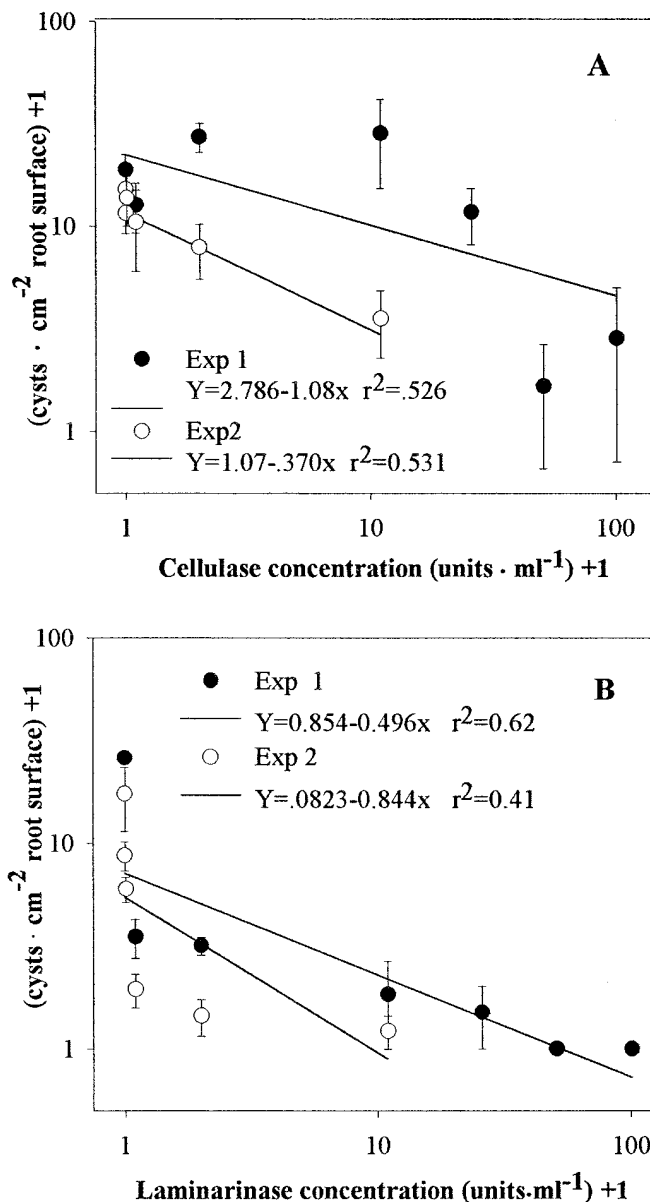 100
A
10
1
(cysts · cm-2 root surface) +1
Exp 1
Y=2.786-1.08x r2=.526
Exp2
Y=1.07-.370x r2=0.531
1
10
100
Cellulase concentration (units · ml-1) +1
100
B
10
1
(cysts · cm-2 root surface) +1
Exp 1
Y=0.854-0.496x r2=0.62
Exp 2
Y=.0823-0.844x r2=0.41
1
10
100
Laminarinase concentration (units.ml-1) +1